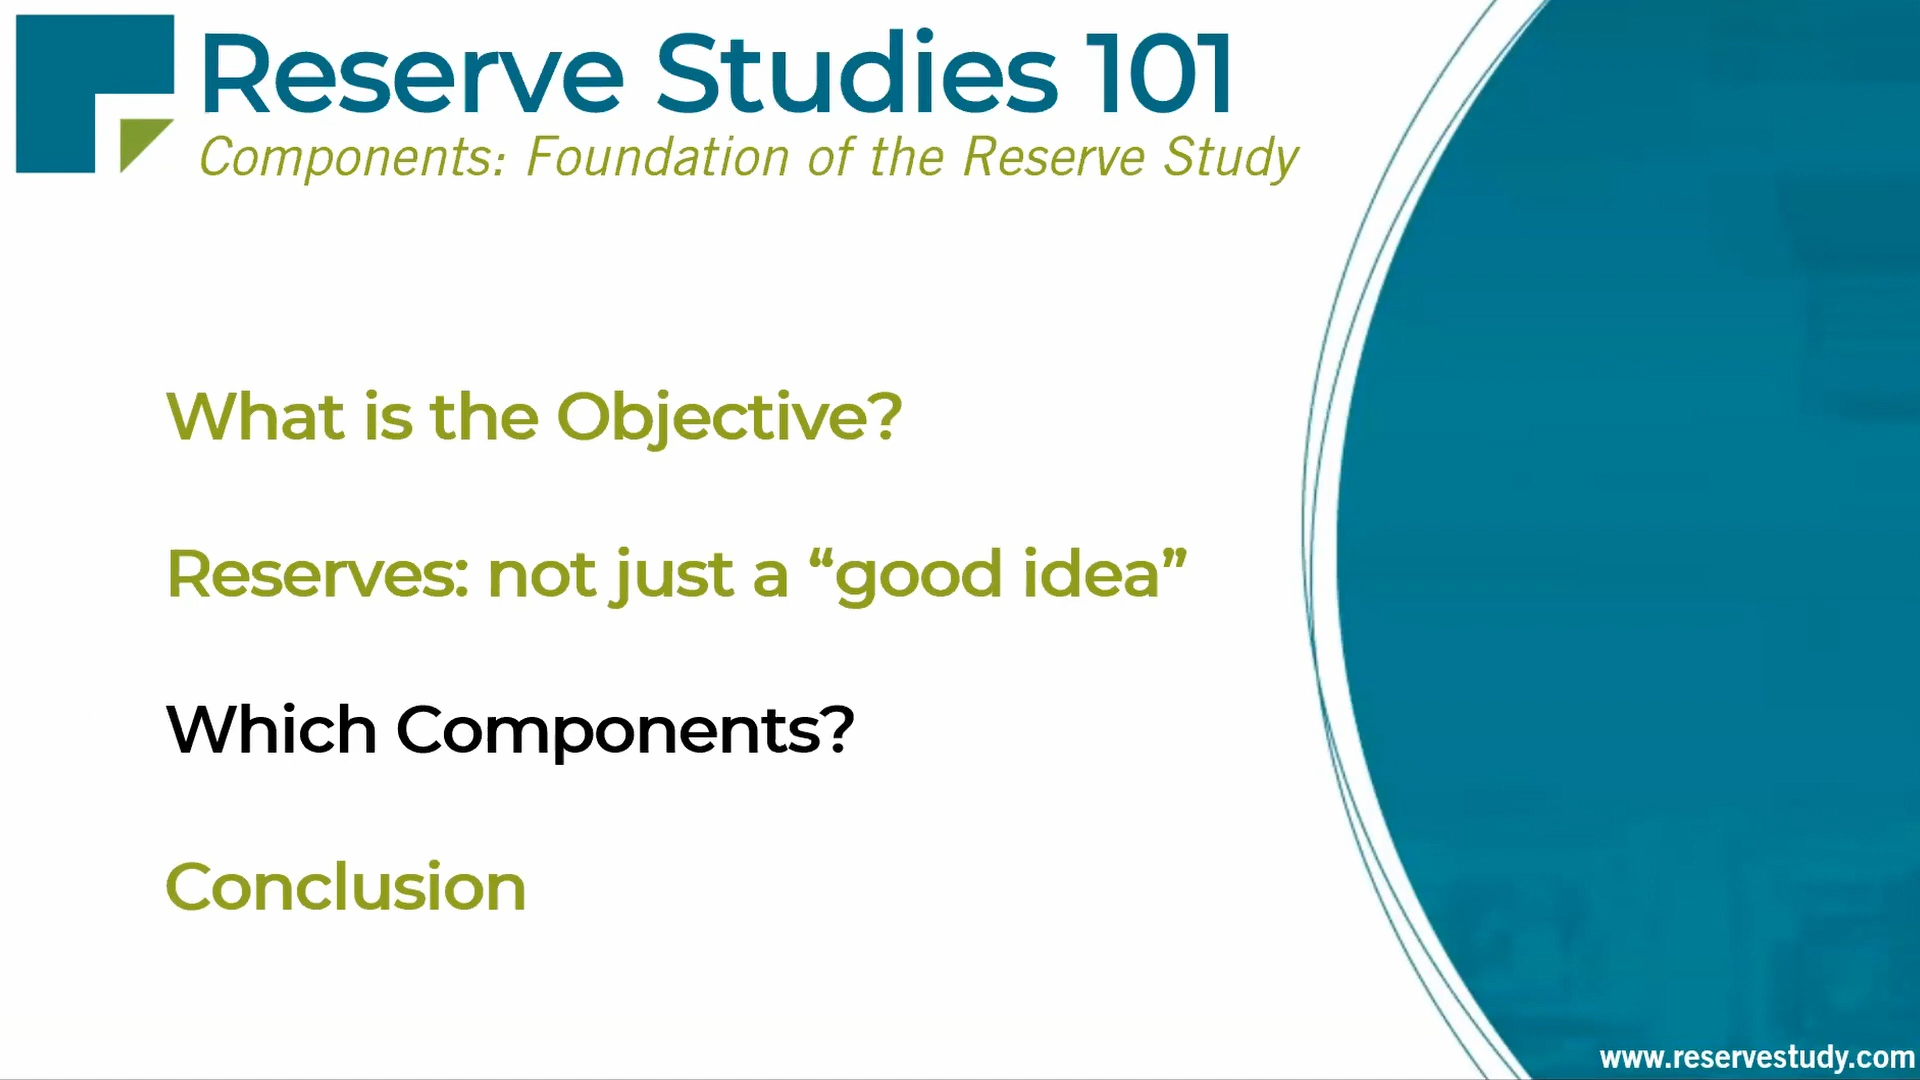 Reserve Studies 101
Components: Foundation of the Reserve Study
What is the Objective?
Reserves: not just a “good idea”
Which Components?
Conclusion
www.reservestudy.com